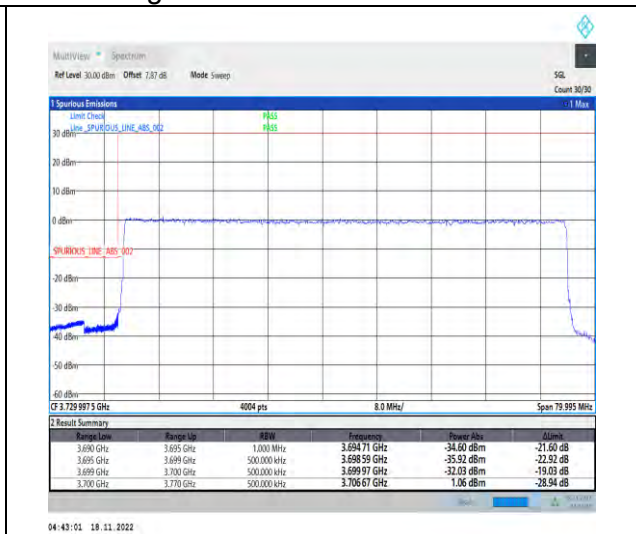 MultiView Spectrum
Ref Level 30.00 dBm Offset 7.87 dB Mode Sweep SGL
Count 30/30
1 Spurious Emissions 1 Max
Limit Check PASS
Line _SPURIOUS_LINE_ABS_002 PASS
30 dBm
20 dBm
10 dBm
0 dBm
_SPURIOUS_LINE_ABS_002
-20 dBm
-30 dBm
-40 dBm
-50 dBm
-60 dBm
CF 3.729 997 5 GHz 4004 pts 8.0 MHz/ Span 79.995 MHz
2 Result Summary
Range Low Range Up RBW Frequency Power Abs ΔLimit
3.690 GHz 3.695 GHz 1.000 MHz 3.694 71 GHz -34.60 dBm -21.60 dB
3.695 GHz 3.699 GHz 500.000 kHz 3.698 59 GHz -35.92 dBm -22.92 dB
3.699 GHz 3.700 GHz 500.000 kHz 3.699 97 GHz -32.03 dBm -19.03 dB
3.700 GHz 3.770 GHz 500.000 kHz 3.706 67 GHz 1.06 dBm -28.94 dB
04:43:01 18.11.2022